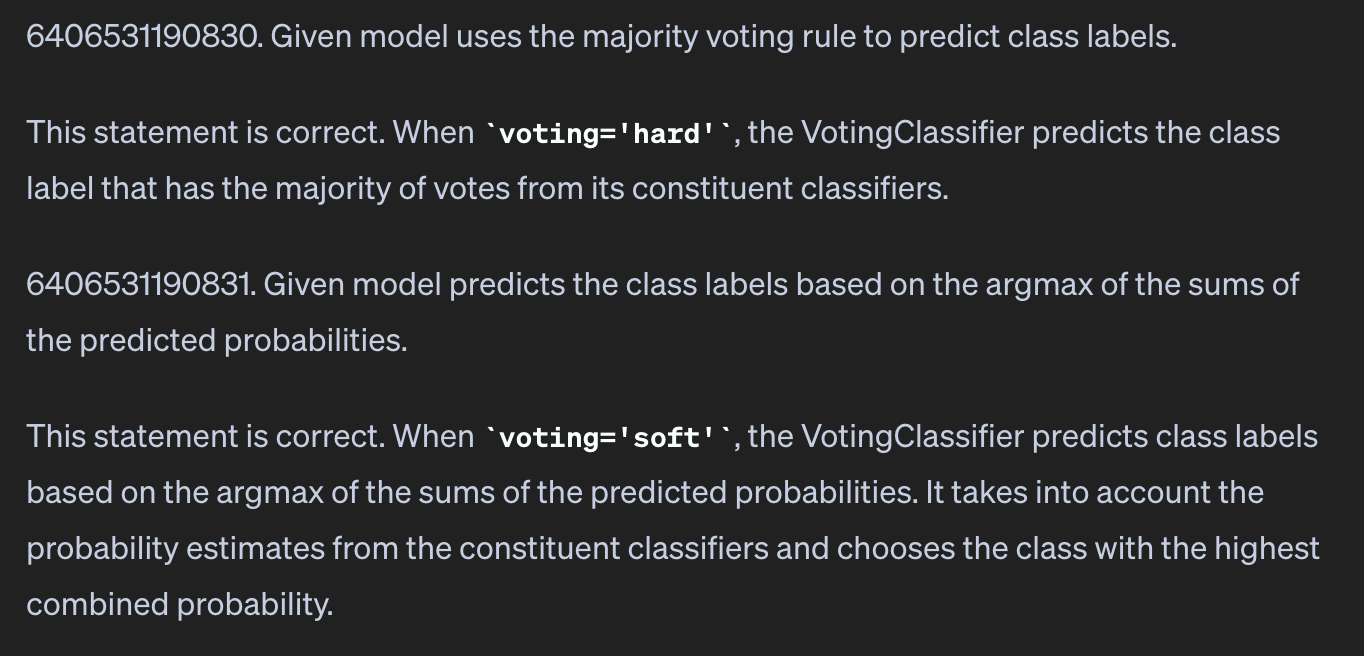 6406531190830. Given model uses the majority voting rule to predict class labels.
This statement is correct. When `voting='hard'`, the VotingClassifier predicts the class
label that has the majority of votes from its constituent classifiers.
6406531190831. Given model predicts the class labels based on the argmax of the sums of
the predicted probabilities.
This statement is correct. When `voting='soft'`, the VotingClassifier predicts class labels
based on the argmax of the sums of the predicted probabilities. It takes into account the
probability estimates from the constituent classifiers and chooses the class with the highest
combined probability.